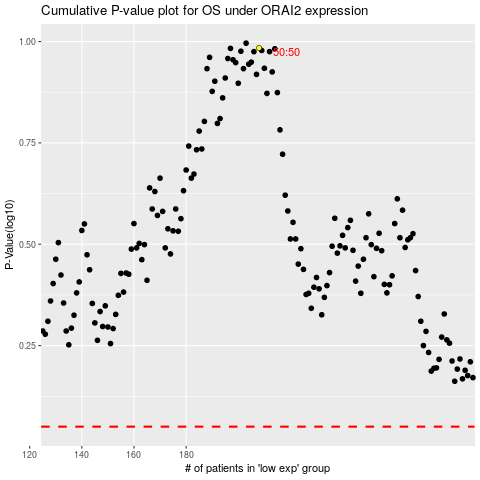 Cumulative P-value plot for OS under ORAI2 expression
1.00
50:50
0.75
P-Value(log10)
0.50
0.25
120 140 160 180
# of patients in 'low exp' group